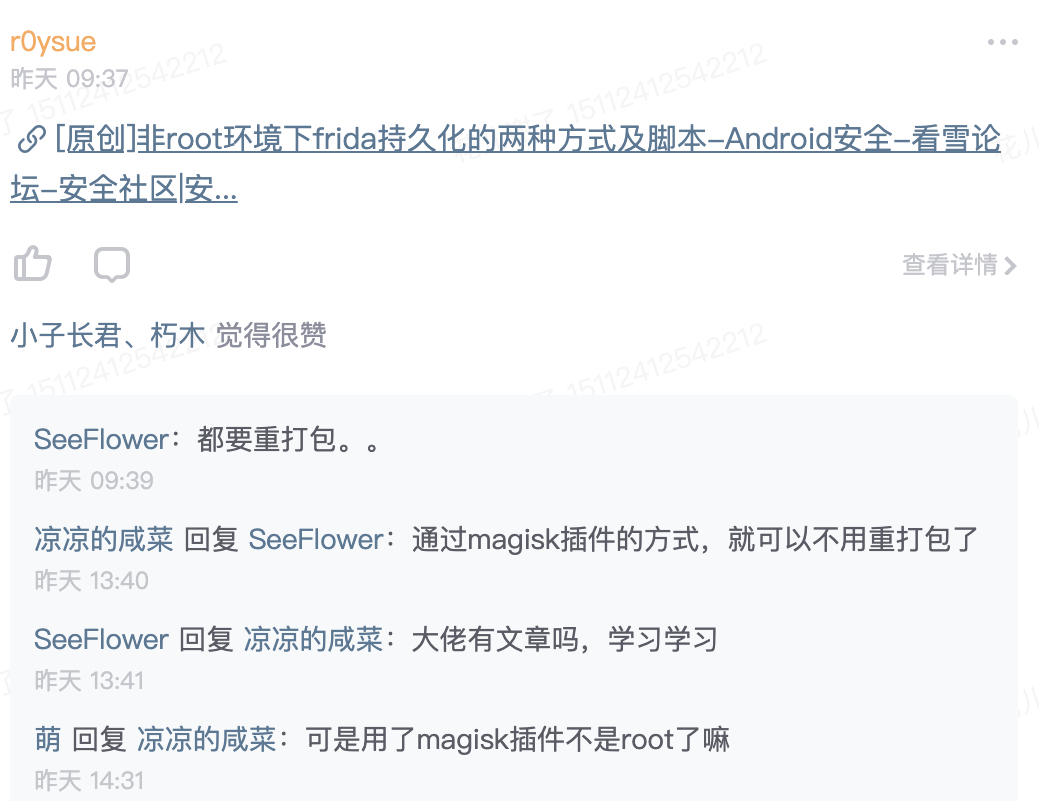 r0ysue
昨天 09:37
[原创]非root环境下frida持久化的两种方式及脚本-Android安全-看雪论
坛-安全社区|安...
查看详情
小子长君、朽木 觉得很赞
SeeFlower：都要重打包。。
昨天 09:39
凉凉的咸菜 回复 SeeFlower：通过magisk插件的方式，就可以不用重打包了
昨天 13:40
SeeFlower 回复 凉凉的咸菜：大佬有文章吗，学习学习
昨天 13:41
萌 回复 凉凉的咸菜：可是用了magisk插件不是root了嘛
昨天 14:31
15112412542212
15112412542212
15112412542212
15112412542212